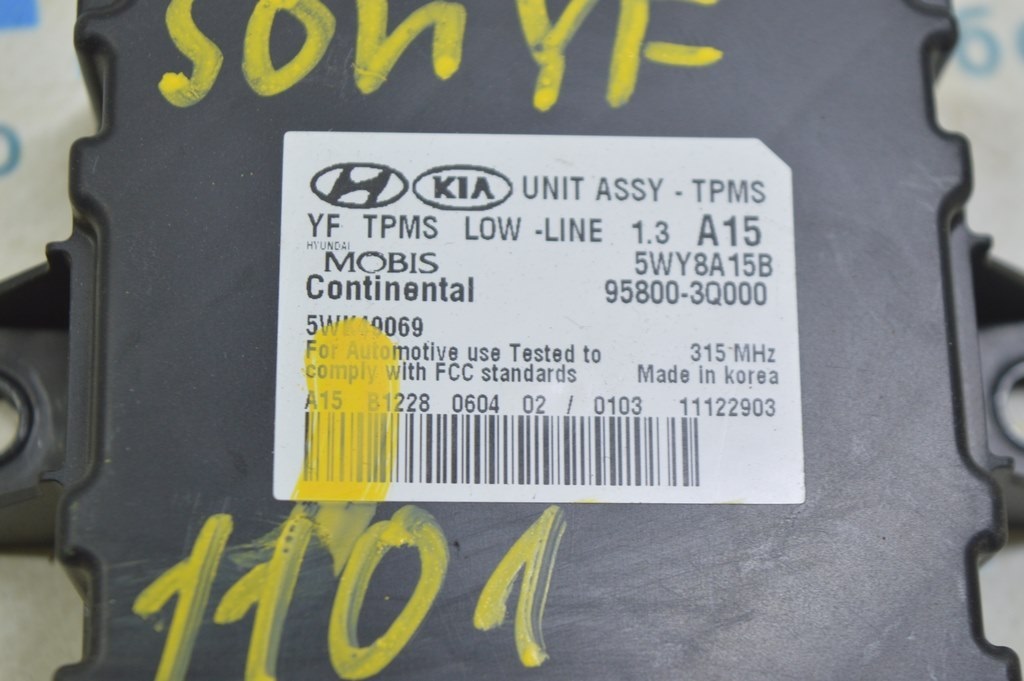 SON YF
HYUNDAI KIA UNIT ASSY - TPMS
YF TPMS LOW -LINE 1.3 A15
HYUNDAI
MOBIS 5WY8A15B
Continental 95800-3Q000
5WK49069
For Automotive use Tested to 315 MHz
comply with FCC standards Made in korea
A15 B1228 0604 02 / 0103 11122903
1101